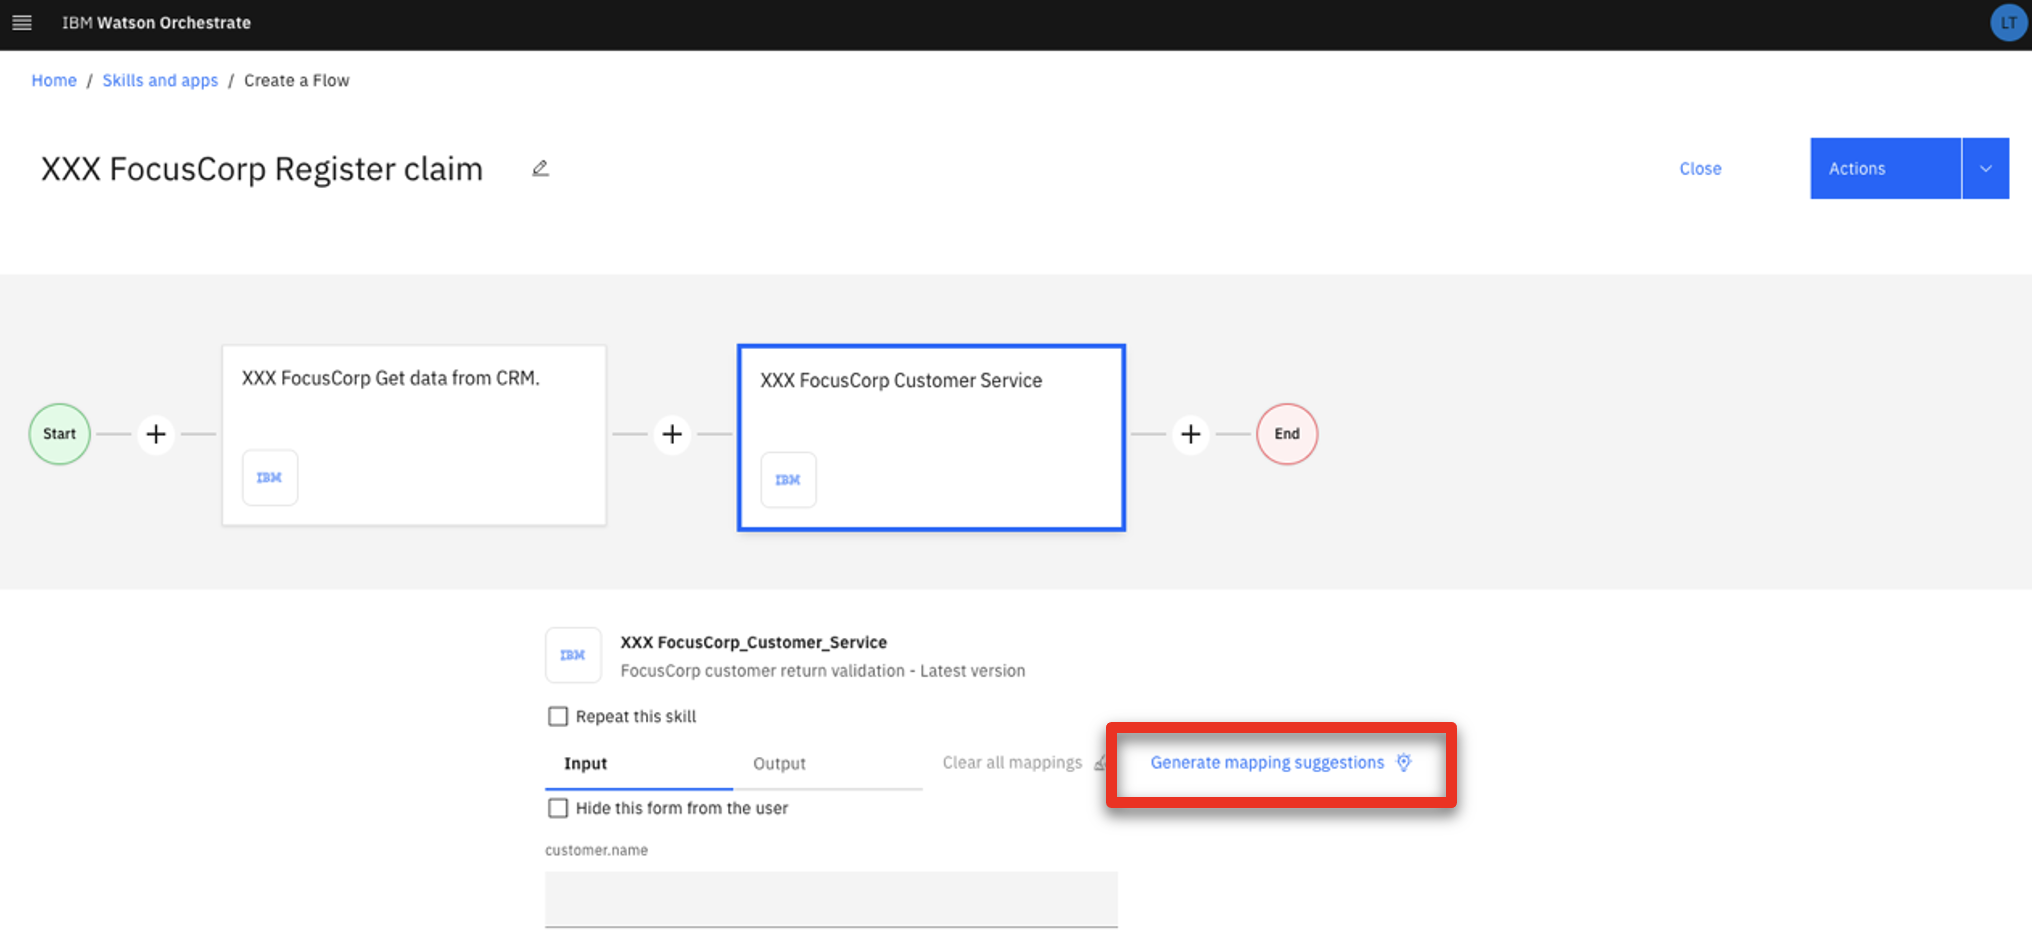 IBM Watson Orchestrate
LT
Home / Skills and apps / Create a Flow
XXX FocusCorp Register claim
Close
Actions
Start
+
XXX FocusCorp Get data from CRM.
IBM
+
XXX FocusCorp Customer Service
IBM
+
End
IBM
XXX FocusCorp_Customer_Service
FocusCorp customer return validation - Latest version
Repeat this skill
Input
Output
Clear all mappings
Generate mapping suggestions
Hide this form from the user
customer.name